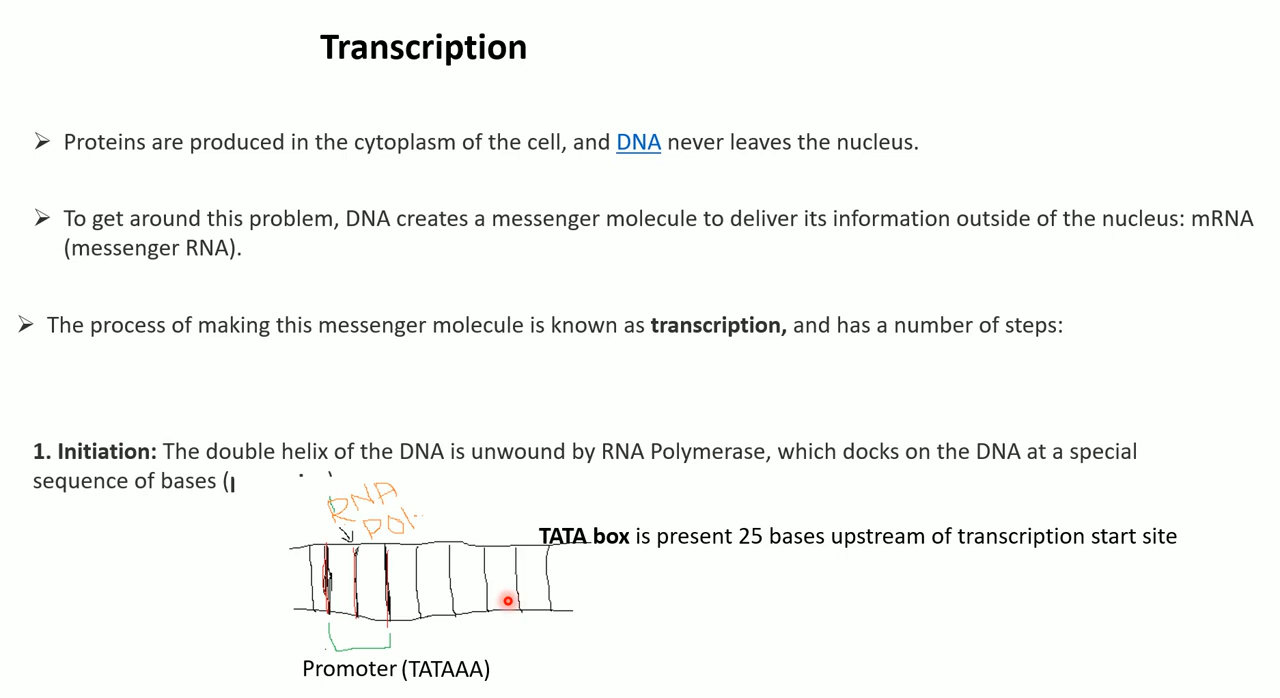 Transcription
➢ Proteins are produced in the cytoplasm of the cell, and DNA never leaves the nucleus.
➢ To get around this problem, DNA creates a messenger molecule to deliver its information outside of the nucleus: mRNA
(messenger RNA).
➢ The process of making this messenger molecule is known as transcription, and has a number of steps:
1. Initiation: The double helix of the DNA is unwound by RNA Polymerase, which docks on the DNA at a special
sequence of bases (
RNA
pol.
TATA box is present 25 bases upstream of transcription start site
Promoter (TATAAA)